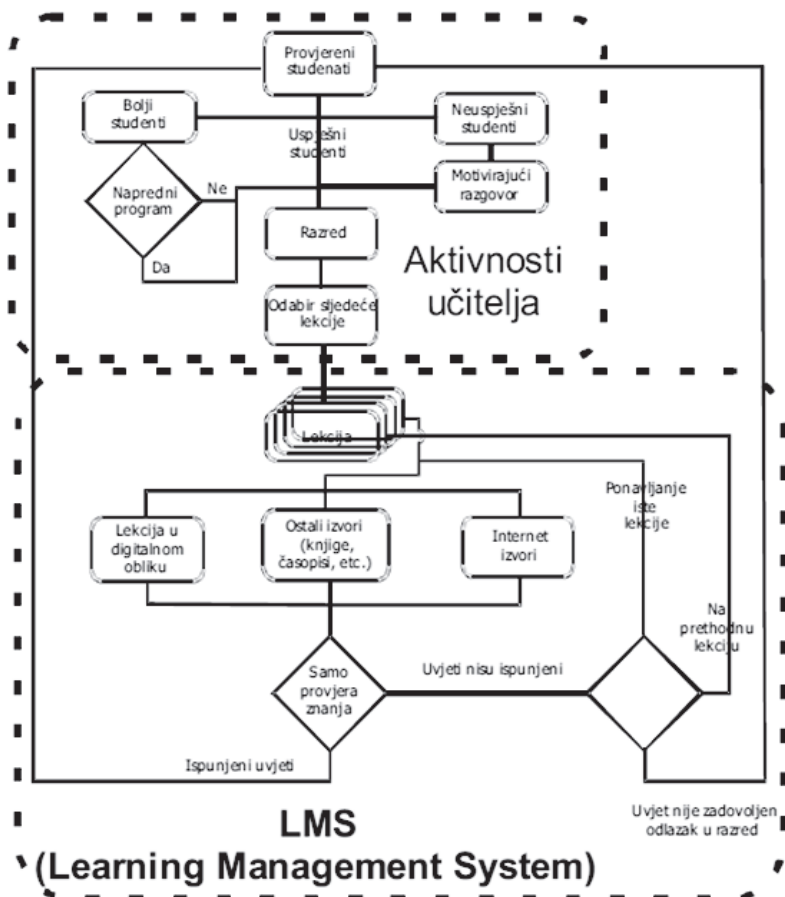 Provjereni
studenati
Bolji
studenti
Neuspješni
studenti
Uspješni
studenti
Napredni
program
Ne
Motivirajući
razgovor
Da
Razred
Aktivnosti
učitelja
Odabir sljedeće
lekcije
Lekcija
Ponavljanje
iste
lekcije
Lekcija u
digitalnom
obliku
Ostali izvori
(knjige,
časopisi, etc.)
Internet
izvori
Na
prethodnu
lekciju
Samo
provjera
znanja
Uvjeti nisu ispunjeni
Ispunjeni uvjeti
Uvjet nije zadovoljen
odlazak u razred
LMS
(Learning Management System)